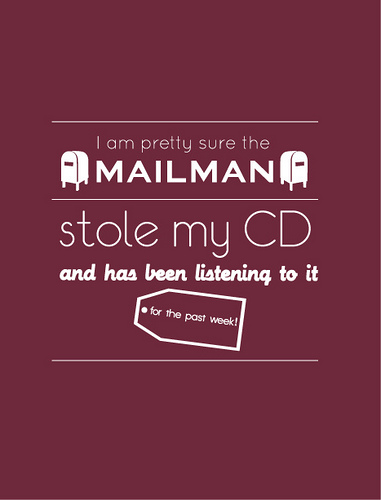 I am pretty sure the
MAILMAN
stole my CD
and has been listening to it
for the past week!